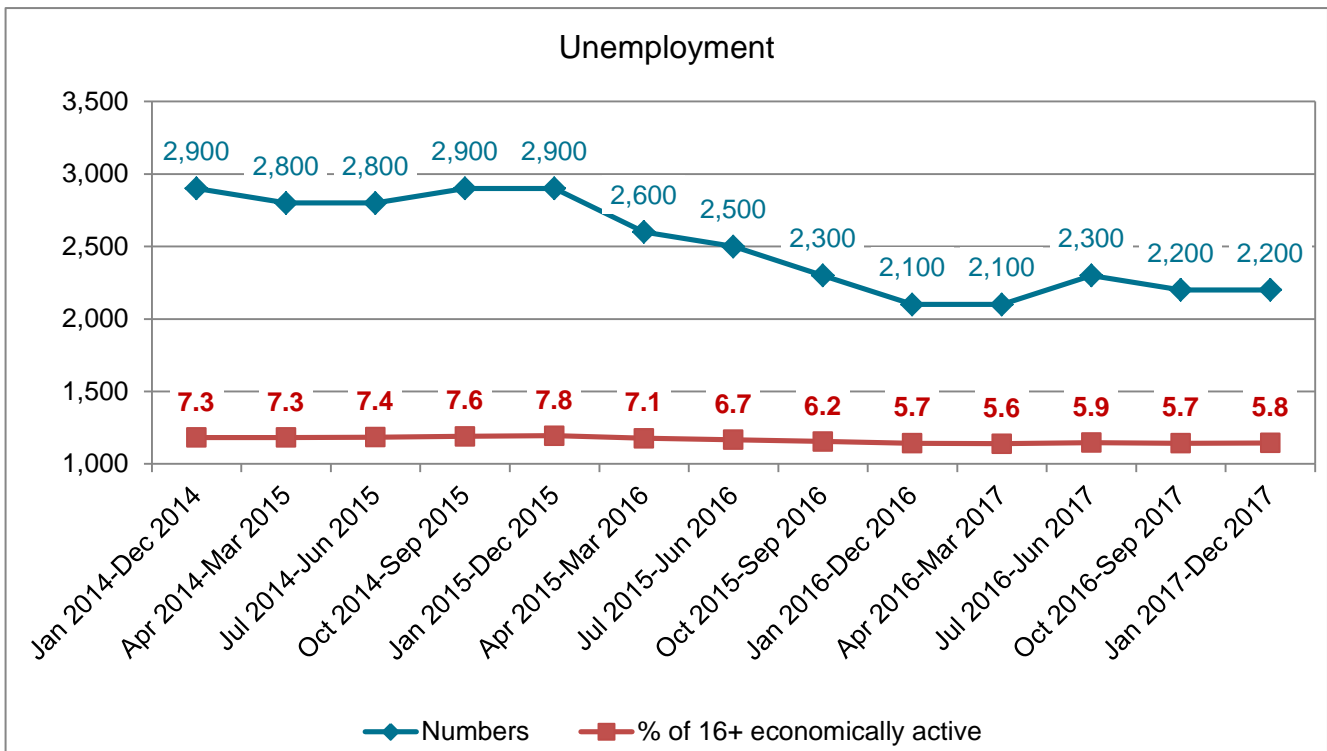 Unemployment
3,500
3,000
2,500
2,000
1,500
1,000
2,900
2,800
2,800
2,900
2,900
2,600
2,500
2,300
2,100
2,100
2,300
2,200
2,200
7.3
7.3
7.4
7.6
7.8
7.1
6.7
6.2
5.7
5.6
5.9
5.7
5.8
Jan 2014-Dec 2014
Apr 2014-Mar 2015
Jul 2014-Jun 2015
Oct 2014-Sep 2015
Jan 2015-Dec 2015
Apr 2015-Mar 2016
Jul 2015-Jun 2016
Oct 2015-Sep 2016
Jan 2016-Dec 2016
Apr 2016-Mar 2017
Jul 2016-Jun 2017
Oct 2016-Sep 2017
Jan 2017-Dec 2017
Numbers
% of 16+ economically active